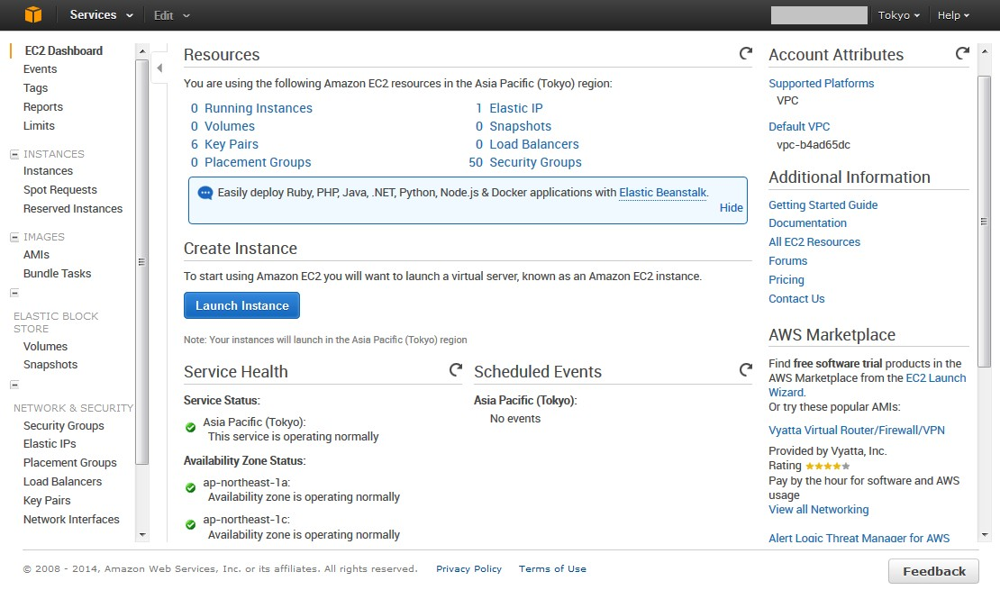 Services Edit Tokyo Help
EC2 Dashboard
Events
Tags
Reports
Limits
INSTANCES
Instances
Spot Requests
Reserved Instances
IMAGES
AMIs
Bundle Tasks
ELASTIC BLOCK
STORE
Volumes
Snapshots
NETWORK & SECURITY
Security Groups
Elastic IPs
Placement Groups
Load Balancers
Key Pairs
Network Interfaces
Resources
You are using the following Amazon EC2 resources in the Asia Pacific (Tokyo) region:
0 Running Instances 1 Elastic IP
0 Volumes 0 Snapshots
6 Key Pairs 0 Load Balancers
0 Placement Groups 50 Security Groups
Easily deploy Ruby, PHP, Java, .NET, Python, Node.js & Docker applications with Elastic Beanstalk.
Hide
Create Instance
To start using Amazon EC2 you will want to launch a virtual server, known as an Amazon EC2 instance.
Launch Instance
Note: Your instances will launch in the Asia Pacific (Tokyo) region
Service Health
Service Status:
Asia Pacific (Tokyo):
This service is operating normally
Availability Zone Status:
ap-northeast-1a:
Availability zone is operating normally
ap-northeast-1c:
Availability zone is operating normally
Scheduled Events
Asia Pacific (Tokyo):
No events
Account Attributes
Supported Platforms
VPC
Default VPC
vpc-b4ad65dc
Additional Information
Getting Started Guide
Documentation
All EC2 Resources
Forums
Pricing
Contact Us
AWS Marketplace
Find free software trial products in the
AWS Marketplace from the EC2 Launch
Wizard.
Or try these popular AMIs:
Vyatta Virtual Router/Firewall/VPN
Provided by Vyatta, Inc.
Rating
Pay by the hour for software and AWS
usage
View all Networking
Alert Logic Threat Manager for AWS
© 2008 - 2014, Amazon Web Services, Inc. or its affiliates. All rights reserved. Privacy Policy Terms of Use
Feedback